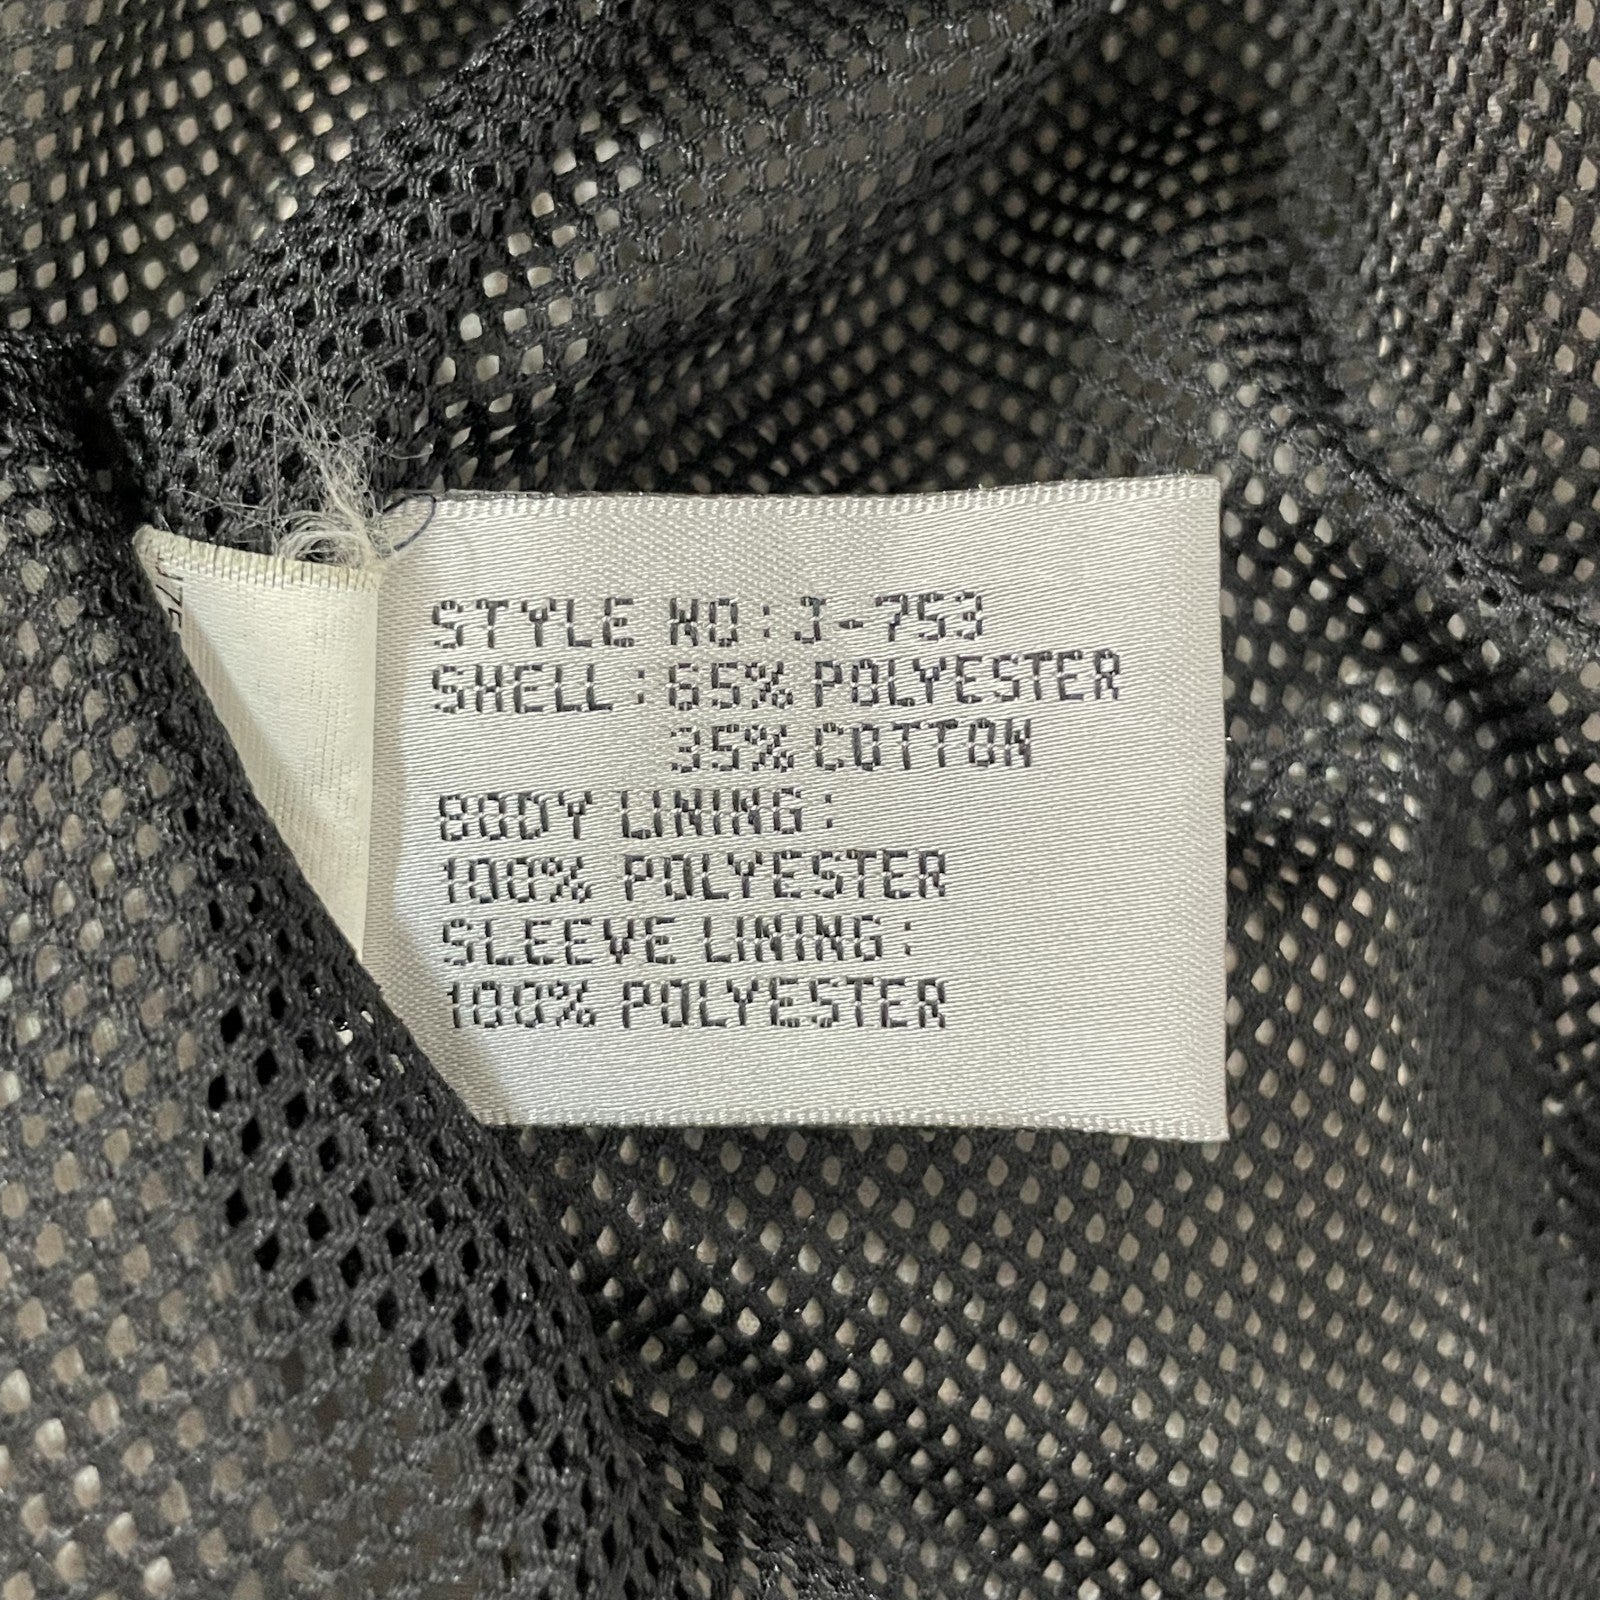 STYLE NO: J-753
SHELL: 65% POLYESTER
35% COTTON
BODY LINING:
100% POLYESTER
SLEEVE LINING:
100% POLYESTER